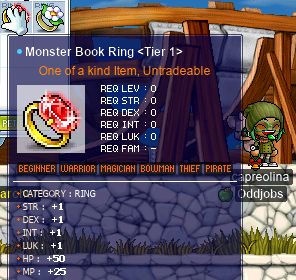 Monster Book Ring <Tier 1>
One of a kind Item, Untradeable
REQ LEV : 0
REQ STR : 0
REQ DEX : 0
REQ INT : 0
REQ LUK : 0
REQ FAM : -
BEGINNER WARRIOR MAGICIAN BOWMAN THIEF PIRATE
capreolina
Oddjobs
CATEGORY : RING
STR : +1
DEX : +1
INT : +1
LUK : +1
HP : +50
MP : +25